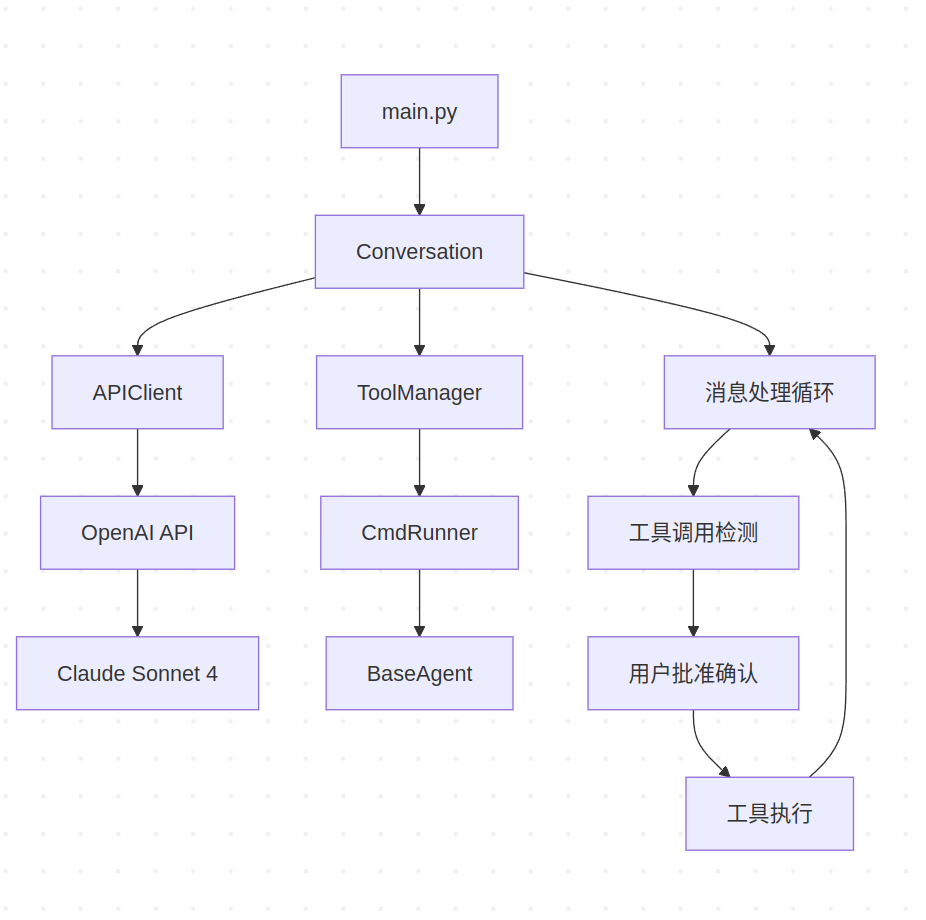 main.py
Conversation
APIClient
ToolManager
消息处理循环
OpenAI API
CmdRunner
工具调用检测
Claude Sonnet 4
BaseAgent
用户批准确认
工具执行